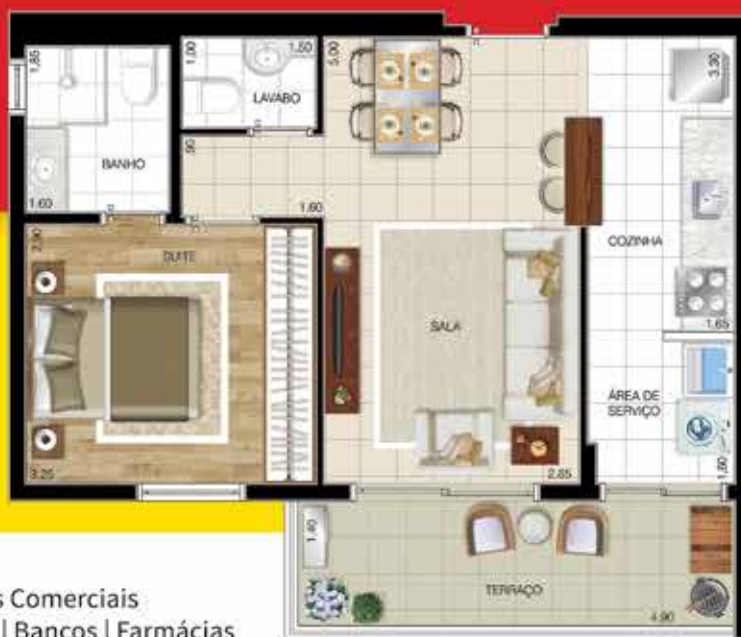 1,85
BANHO
1.60
1,00
1.50
LAVABO
,90
1.60
5,00
3,30
COZINHA
1.65
2,90
SUITE
3.25
SALA
2.85
ÁREA DE
SERVIÇO
1,60
1,40
TERRAÇO
4.90
s Comerciais
| Bancos | Farmácias